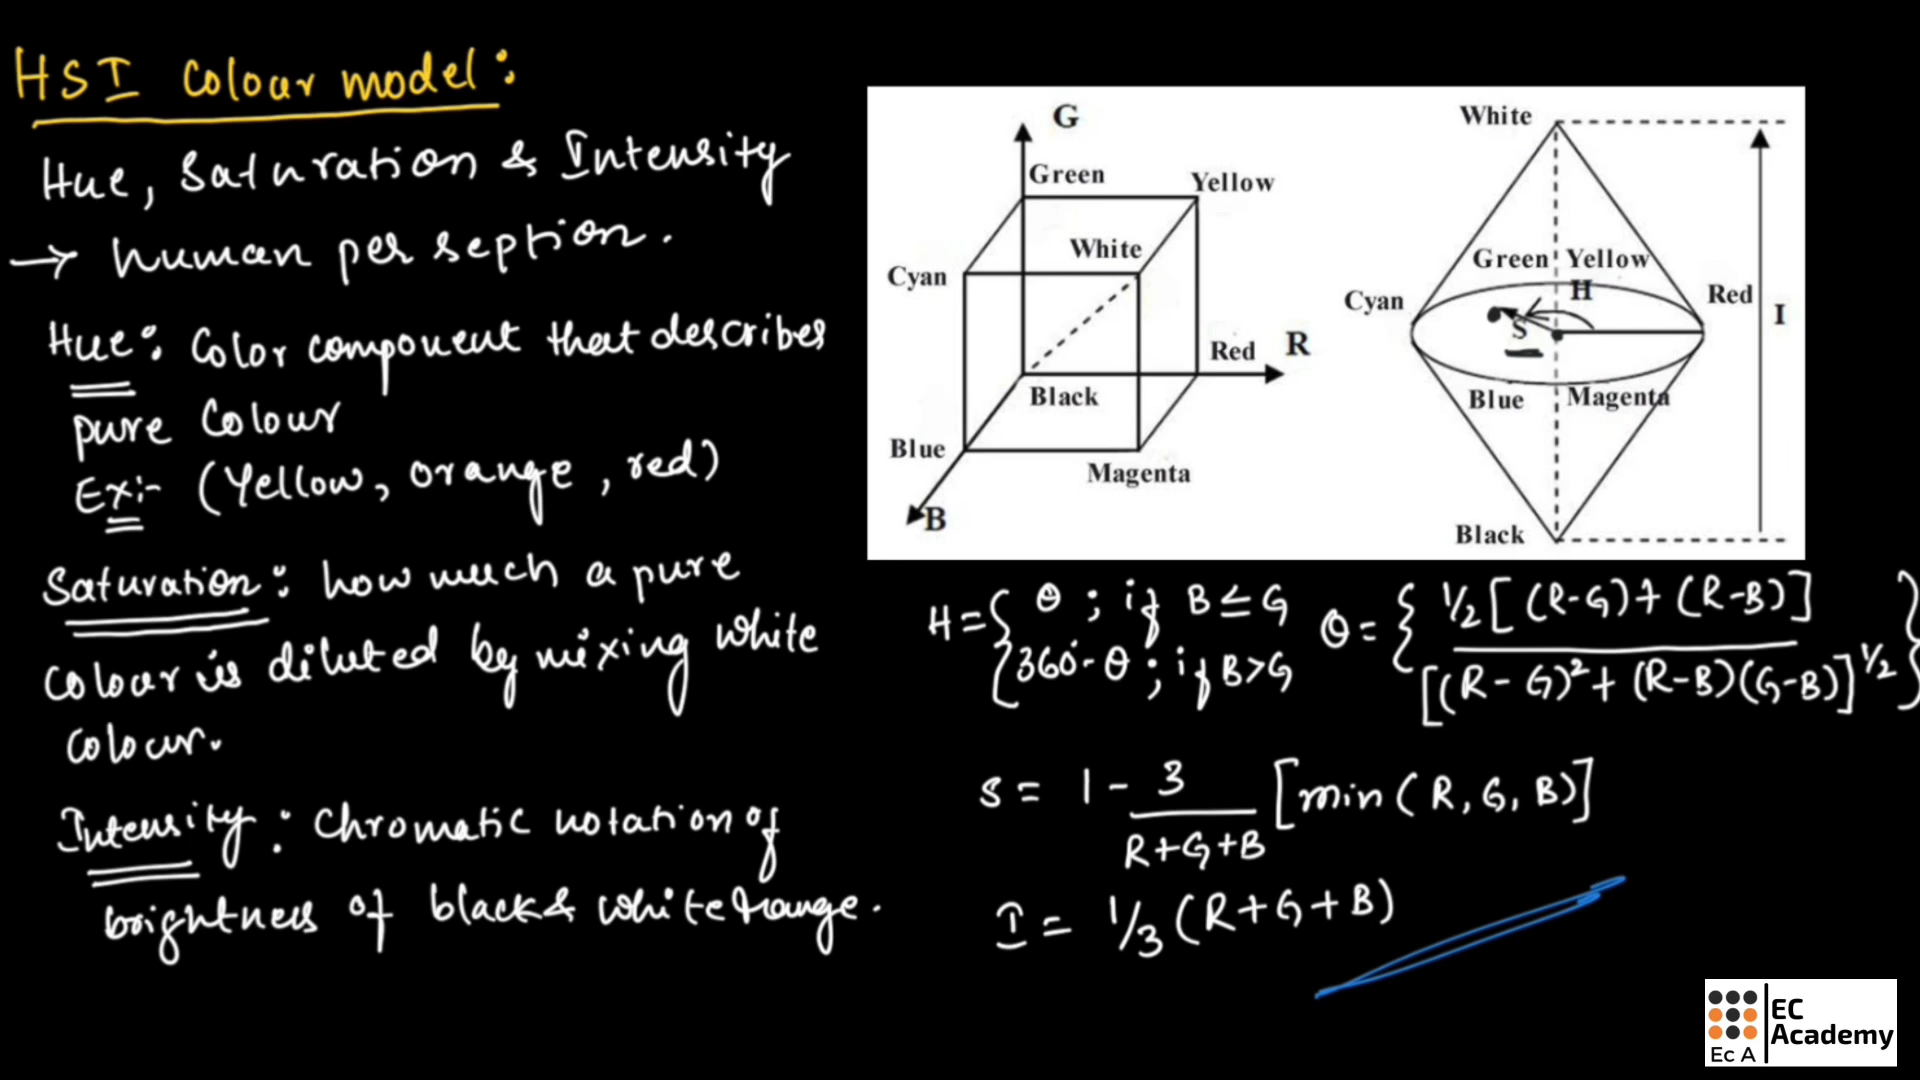 HSI Colour model:
Hue, Saturation & Intensity
→ human perseption.
Hue: Color component that describes
pure Colour
Ex:- (Yellow, orange, red)
Saturation: how much a pure
colour is diluted by mixing white
colour.
Intensity: Chromatic notation of
brightness of black & white range.
G
Green
Yellow
White
Cyan
Red R
Black
Blue
Magenta
B
White
Green Yellow
H
Cyan
Red
I
S
Blue
Magenta
Black
H = { θ ; if B ≤ G
{ 360° - θ ; if B > G
θ = { 1/2 [(R-G) + (R-B)] / [(R-G)² + (R-B)(G-B)]^1/2 }
S = 1 - 3/(R+G+B) [min(R,G,B)]
I = 1/3 (R+G+B)
EC
Academy
Ec A